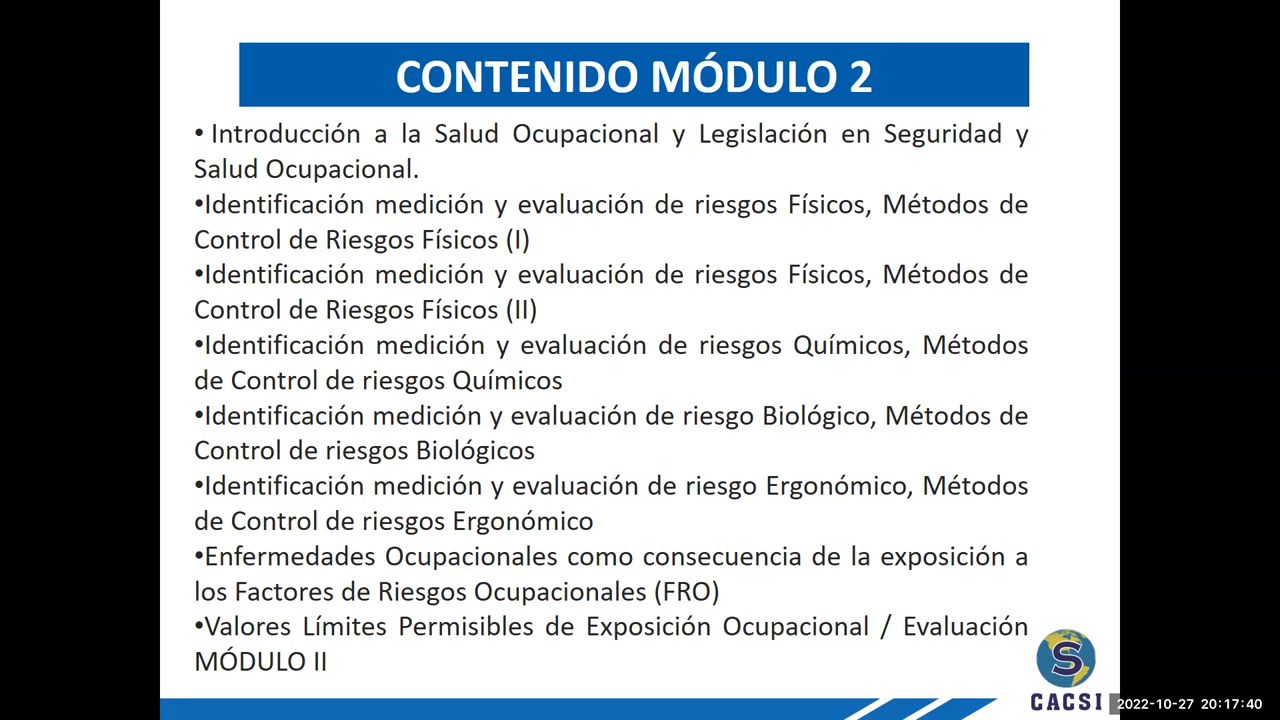 CONTENIDO MÓDULO 2
• Introducción a la Salud Ocupacional y Legislación en Seguridad y
Salud Ocupacional.
•Identificación medición y evaluación de riesgos Físicos, Métodos de
Control de Riesgos Físicos (I)
•Identificación medición y evaluación de riesgos Físicos, Métodos de
Control de Riesgos Físicos (II)
•Identificación medición y evaluación de riesgos Químicos, Métodos
de Control de riesgos Químicos
•Identificación medición y evaluación de riesgo Biológico, Métodos de
Control de riesgos Biológicos
•Identificación medición y evaluación de riesgo Ergonómico, Métodos
de Control de riesgos Ergonómico
•Enfermedades Ocupacionales como consecuencia de la exposición a
los Factores de Riesgos Ocupacionales (FRO)
•Valores Límites Permisibles de Exposición Ocupacional / Evaluación
MÓDULO II
S
CACSI
2022-10-27 20:17:40